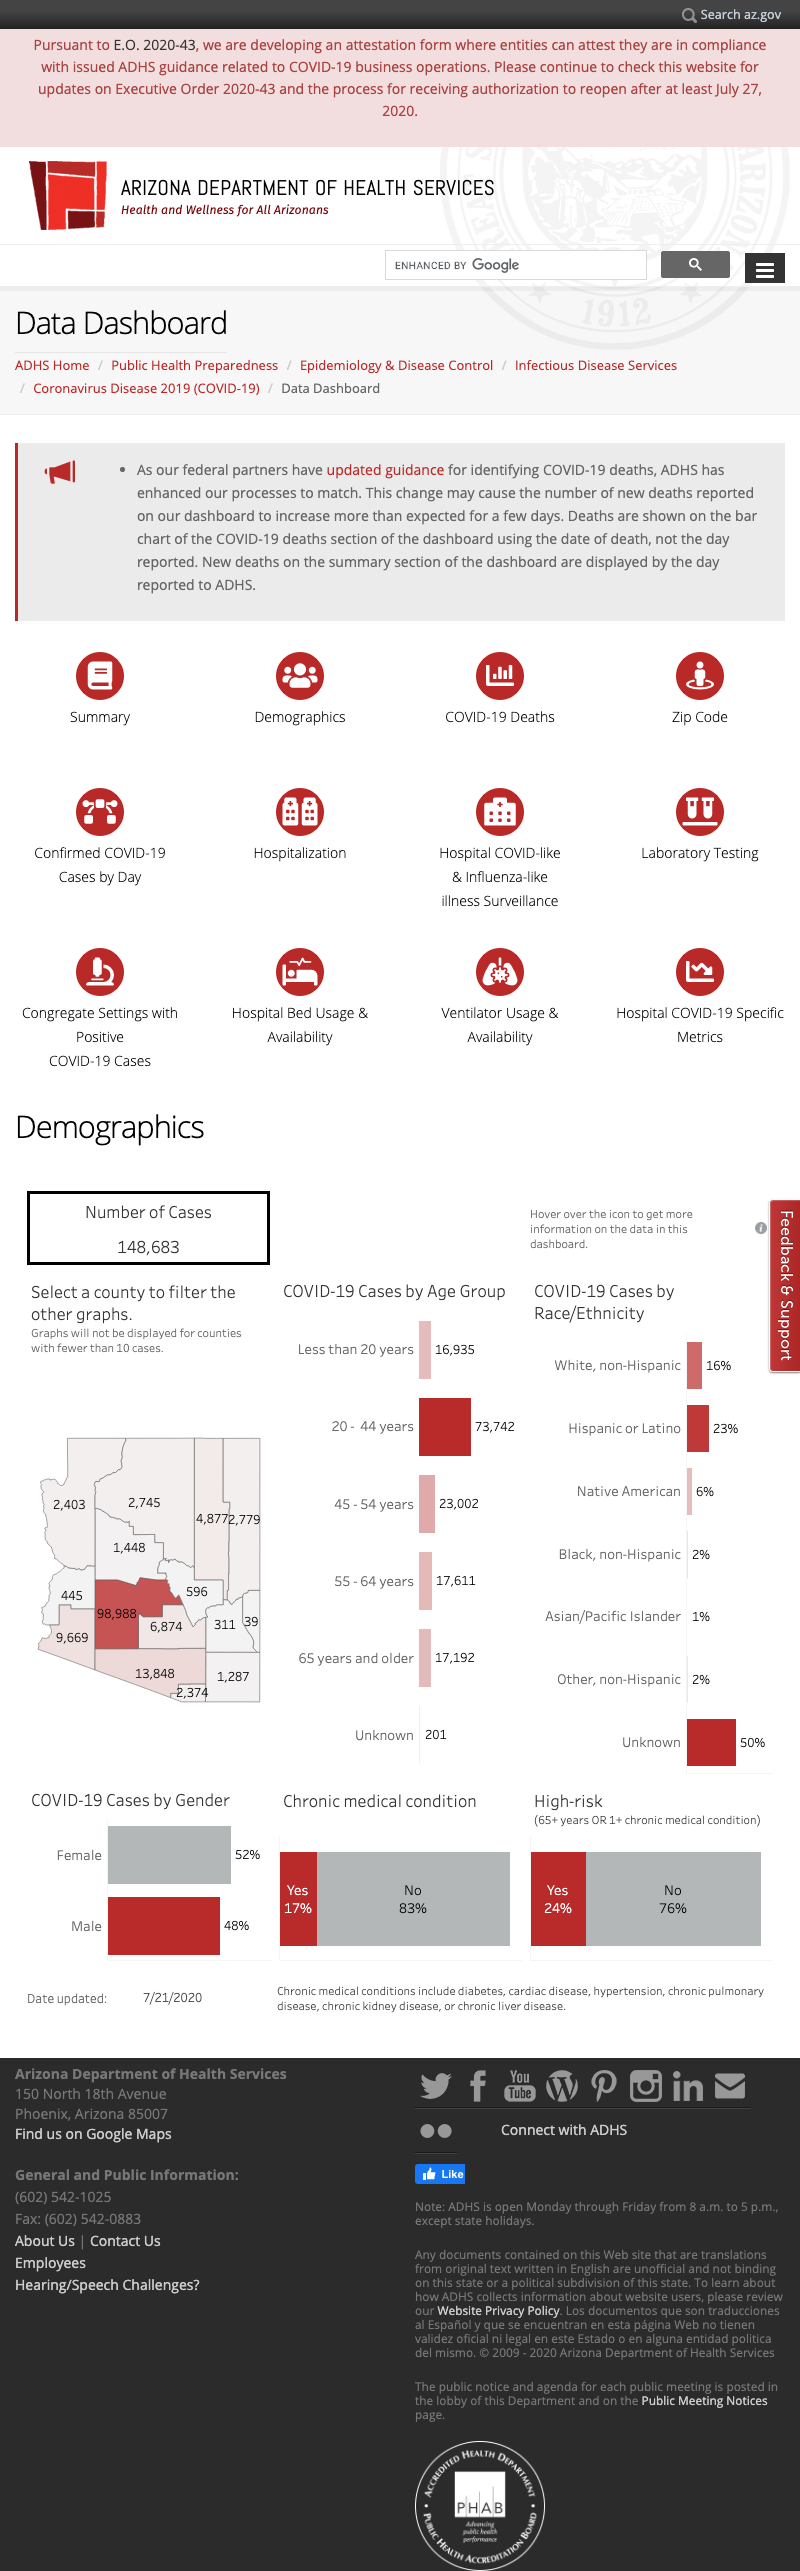 Search az.gov
Pursuant to E.O. 2020-43, we are developing an attestation form where entities can attest they are in compliance
with issued ADHS guidance related to COVID-19 business operations. Please continue to check this website for
updates on Executive Order 2020-43 and the process for receiving authorization to reopen after at least July 27,
2020.
ARIZONA DEPARTMENT OF HEALTH SERVICES
Health and Wellness for All Arizonans
1912
ENHANCED BY Google
Data Dashboard
ADHS Home / Public Health Preparedness / Epidemiology & Disease Control / Infectious Disease Services
/ Coronavirus Disease 2019 (COVID-19) / Data Dashboard
• As our federal partners have updated guidance for identifying COVID-19 deaths, ADHS has
enhanced our processes to match. This change may cause the number of new deaths reported
on our dashboard to increase more than expected for a few days. Deaths are shown on the bar
chart of the COVID-19 deaths section of the dashboard using the date of death, not the day
reported. New deaths on the summary section of the dashboard are displayed by the day
reported to ADHS.
Summary
Demographics
COVID-19 Deaths
Zip Code
Confirmed COVID-19
Cases by Day
Hospitalization
Hospital COVID-like
& Influenza-like
illness Surveillance
Laboratory Testing
Congregate Settings with
Positive
COVID-19 Cases
Hospital Bed Usage &
Availability
Ventilator Usage &
Availability
Hospital COVID-19 Specific
Metrics
Demographics
Number of Cases
148,683
Hover over the icon to get more
information on the data in this
dashboard.
Feedback & Support
Select a county to filter the
other graphs.
Graphs will not be displayed for counties
with fewer than 10 cases.
2,403
2,745
4,877
2,779
1,448
445
98,988
596
9,669
6,874
311
39
13,848
2,374
1,287
COVID-19 Cases by Age Group
Less than 20 years 16,935
20 - 44 years 73,742
45 - 54 years 23,002
55 - 64 years 17,611
65 years and older 17,192
Unknown 201
COVID-19 Cases by
Race/Ethnicity
White, non-Hispanic 16%
Hispanic or Latino 23%
Native American 6%
Black, non-Hispanic 2%
Asian/Pacific Islander 1%
Other, non-Hispanic 2%
Unknown 50%
COVID-19 Cases by Gender
Female 52%
Male 48%
Chronic medical condition
Yes
17%
No
83%
High-risk
(65+ years OR 1+ chronic medical condition)
Yes
24%
No
76%
Date updated: 7/21/2020
Chronic medical conditions include diabetes, cardiac disease, hypertension, chronic pulmonary
disease, chronic kidney disease, or chronic liver disease.
Arizona Department of Health Services
150 North 18th Avenue
Phoenix, Arizona 85007
Find us on Google Maps
General and Public Information:
(602) 542-1025
Fax: (602) 542-0883
About Us | Contact Us
Employees
Hearing/Speech Challenges?
You
Tube
Connect with ADHS
Like
Note: ADHS is open Monday through Friday from 8 a.m. to 5 p.m.,
except state holidays.
Any documents contained on this Web site that are translations
from original text written in English are unofficial and not binding
on this state or a political subdivision of this state. To learn about
how ADHS collects information about website users, please review
our Website Privacy Policy. Los documentos que son traducciones
al Español y que se encuentran en esta página Web no tienen
validez oficial ni legal en este Estado o en alguna entidad politica
del mismo. © 2009 - 2020 Arizona Department of Health Services
The public notice and agenda for each public meeting is posted in
the lobby of this Department and on the Public Meeting Notices
page.
ACCREDITED HEALTH DEPARTMENT
PHAB
Advancing
public health
performance
PUBLIC HEALTH ACCREDITATION BOARD